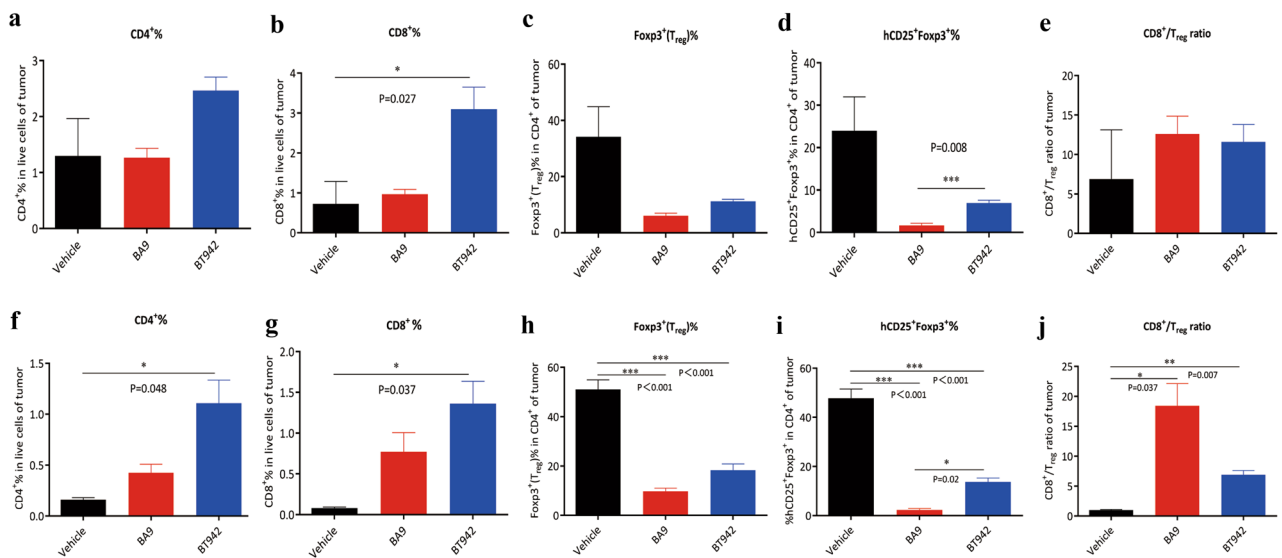 a
CD4+%
CD4+% in live cells of tumor
3
2
1
0
Vehicle
BA9
BT942
b
CD8+%
CD8+% in live cells of tumor
4
3
2
1
0
*
P=0.027
Vehicle
BA9
BT942
c
Foxp3+(Treg)%
Foxp3+(Treg)% in CD4+ of tumor
60
40
20
0
Vehicle
BA9
BT942
d
hCD25+Foxp3+%
hCD25+Foxp3+% in CD4+ of tumor
40
30
20
10
0
P=0.008
***
Vehicle
BA9
BT942
e
CD8+/Treg ratio
CD8+/Treg ratio of tumor
20
15
10
5
0
Vehicle
BA9
BT942
f
CD4+%
CD4+% in live cells of tumor
1.5
1.0
0.5
0.0
*
P=0.048
Vehicle
BA9
BT942
g
CD8+ %
CD8+% in live cells of tumor
2.0
1.5
1.0
0.5
0.0
*
P=0.037
Vehicle
BA9
BT942
h
Foxp3+(Treg)%
Foxp3+(Treg)% in CD4+ of tumor
60
40
20
0
***
*** P<0.001
P<0.001
Vehicle
BA9
BT942
i
hCD25+Foxp3+%
%hCD25+Foxp3+ in CD4+ of tumor
60
40
20
0
***
*** P<0.001
P<0.001
*
P=0.02
Vehicle
BA9
BT942
j
CD8+/Treg ratio
CD8+/Treg ratio of tumor
25
20
15
10
5
0
**
* P=0.007
P=0.037
Vehicle
BA9
BT942